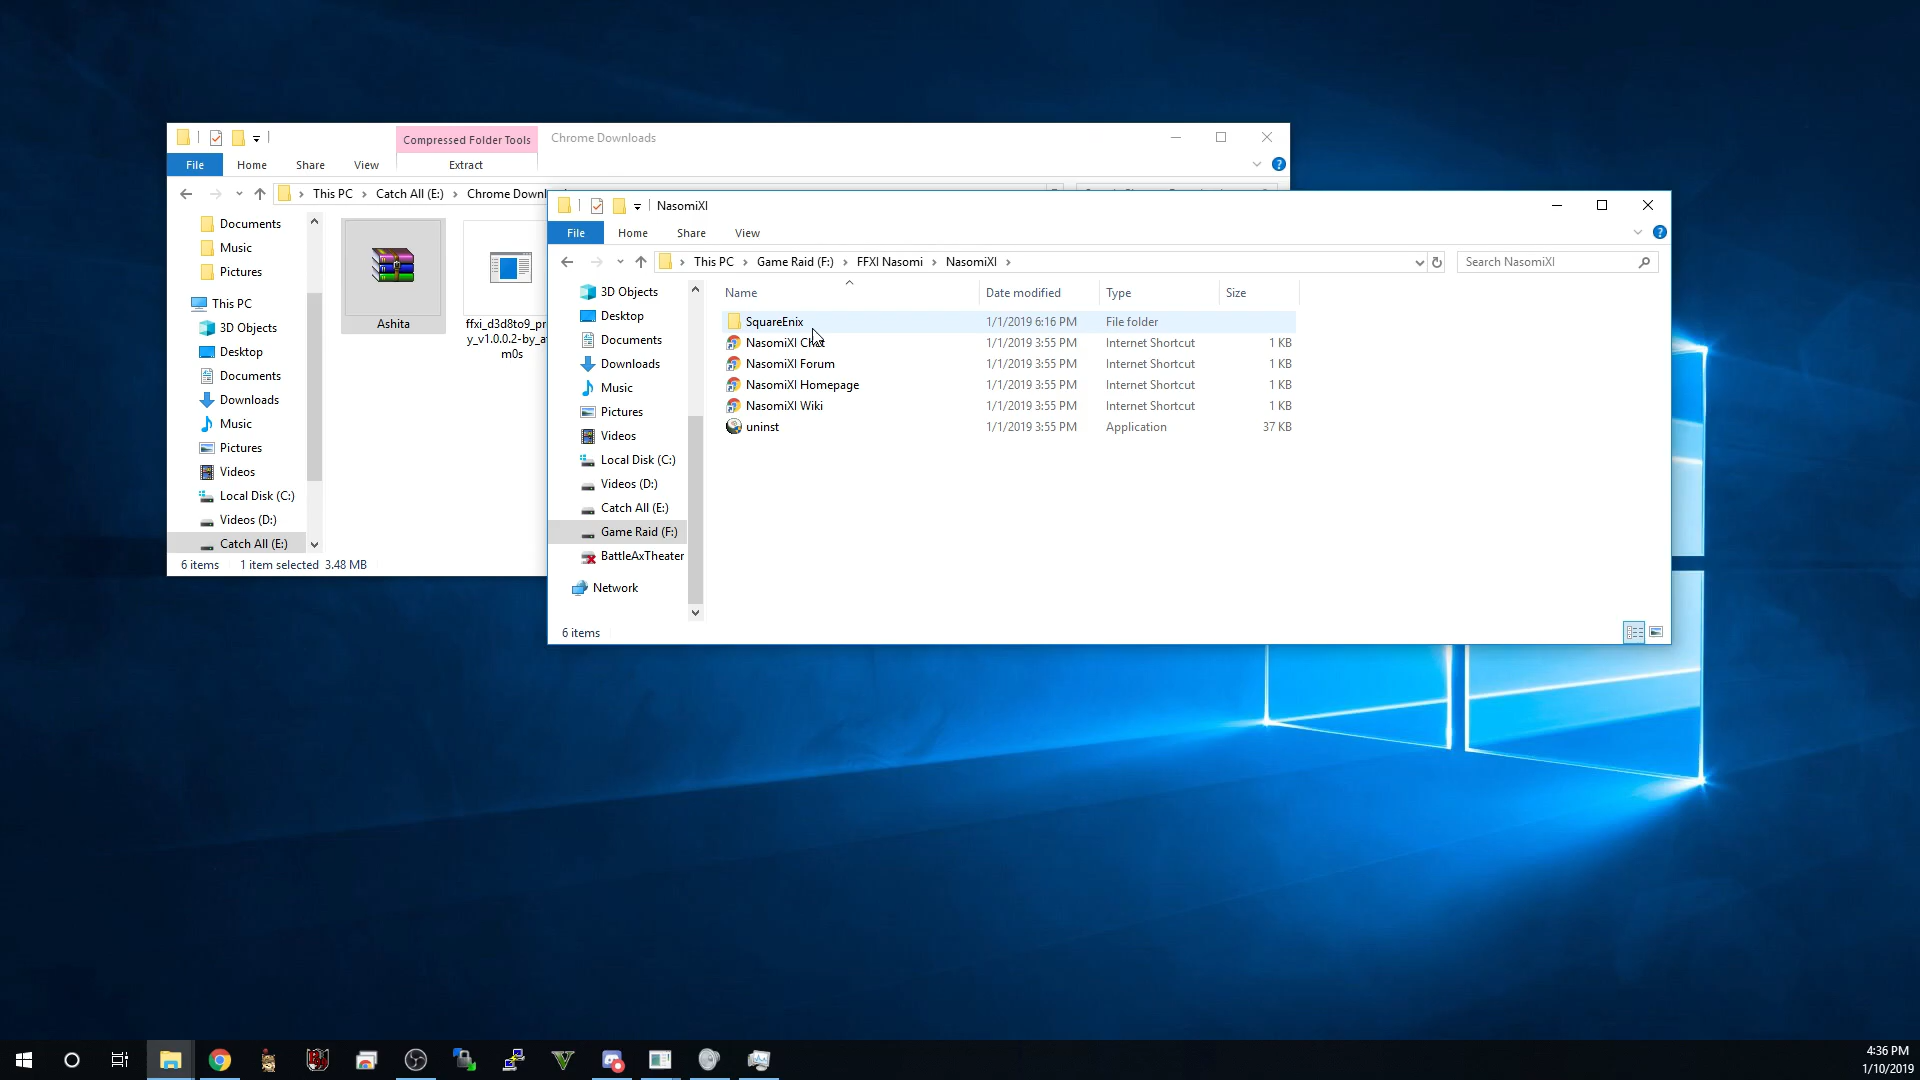 Compressed Folder Tools
Chrome Downloads
File
Home
Share
View
Extract
This PC
Catch All (E:)
Documents
Music
Pictures
This PC
3D Objects
Desktop
Documents
Downloads
Music
Pictures
Videos
Local Disk (C:)
Videos (D:)
Catch All (E:)
Ashita
6 items
1 item selected 3.48 MB
NasomiXI
File
Home
Share
View
This PC
Game Raid (F:)
FFXI Nasomi
NasomiXI
Search NasomiXI
3D Objects
Desktop
Documents
Downloads
Music
Pictures
Videos
Local Disk (C:)
Videos (D:)
Catch All (E:)
Game Raid (F:)
BattleAxTheater
Network
Name Date modified Type Size
SquareEnix 1/1/2019 6:16 PM File folder
NasomiXI 1/1/2019 3:55 PM Internet Shortcut 1 KB
NasomiXI Forum 1/1/2019 3:55 PM Internet Shortcut 1 KB
NasomiXI Homepage 1/1/2019 3:55 PM Internet Shortcut 1 KB
NasomiXI Wiki 1/1/2019 3:55 PM Internet Shortcut 1 KB
uninst 1/1/2019 3:55 PM Application 37 KB
6 items
4:36 PM
1/10/2019